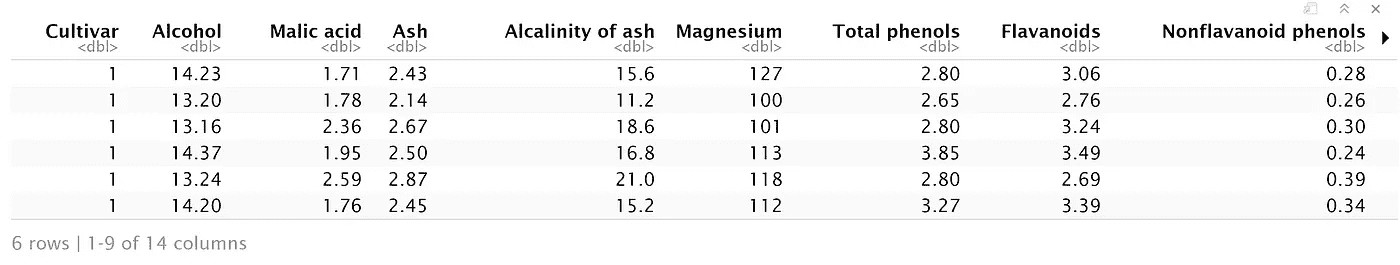 Cultivar Alcohol Malic acid Ash Alcalinity of ash Magnesium Total phenols Flavanoids Nonflavanoid phenols
<dbl> <dbl> <dbl> <dbl> <dbl> <dbl> <dbl> <dbl> <dbl>
1 14.23 1.71 2.43 15.6 127 2.80 3.06 0.28
1 13.20 1.78 2.14 11.2 100 2.65 2.76 0.26
1 13.16 2.36 2.67 18.6 101 2.80 3.24 0.30
1 14.37 1.95 2.50 16.8 113 3.85 3.49 0.24
1 13.24 2.59 2.87 21.0 118 2.80 2.69 0.39
1 14.20 1.76 2.45 15.2 112 3.27 3.39 0.34
6 rows | 1-9 of 14 columns